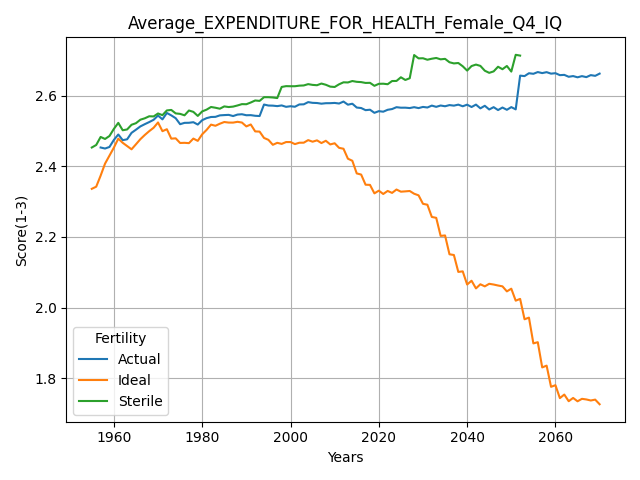 Average_EXPENDITURE_FOR_HEALTH_Female_Q4_IQ
Score(1-3)
2.6
2.4
2.2
2.0
1.8
Fertility
Actual
Ideal
Sterile
1960 1980 2000 2020 2040 2060
Years